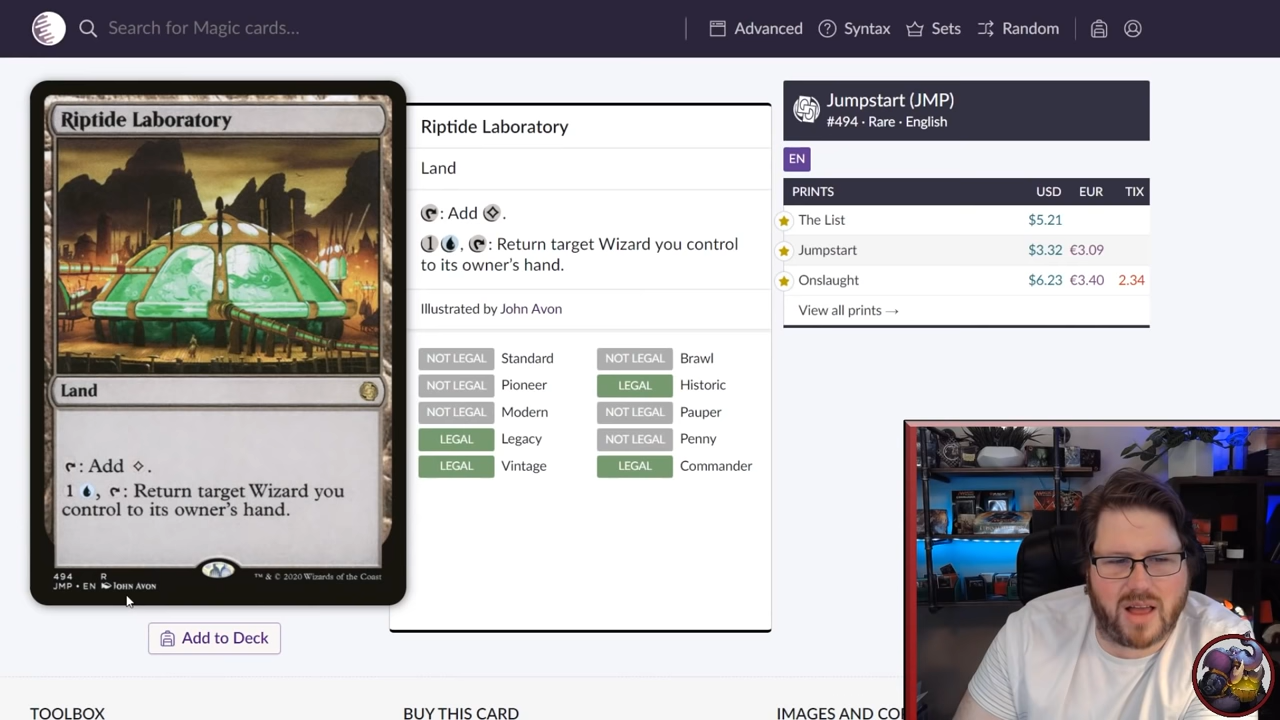 Search for Magic cards...
Advanced
Syntax
Sets
Random
Riptide Laboratory
Land
: Add .
1 , : Return target Wizard you
control to its owner's hand.
494 R
JMP • EN John Avon
™ & © 2020 Wizards of the Coast
Add to Deck
Riptide Laboratory
Land
: Add .
1 , : Return target Wizard you control
to its owner's hand.
Illustrated by John Avon
NOT LEGAL Standard NOT LEGAL Brawl
NOT LEGAL Pioneer LEGAL Historic
NOT LEGAL Modern NOT LEGAL Pauper
LEGAL Legacy NOT LEGAL Penny
LEGAL Vintage LEGAL Commander
Jumpstart (JMP)
#494 · Rare · English
EN
PRINTS USD EUR TIX
The List $5.21
Jumpstart $3.32 €3.09
Onslaught $6.23 €3.40 2.34
View all prints →
TOOLBOX
BUY THIS CARD
IMAGES AND CO